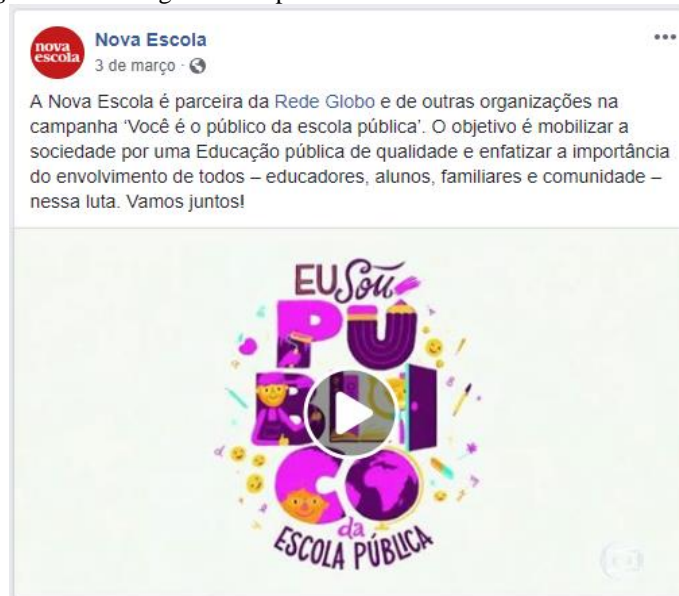 nova
escola
Nova Escola
3 de março ·
A Nova Escola é parceira da Rede Globo e de outras organizações na
campanha ‘Você é o público da escola pública’. O objetivo é mobilizar a
sociedade por uma Educação pública de qualidade e enfatizar a importância
do envolvimento de todos – educadores, alunos, familiares e comunidade –
nessa luta. Vamos juntos!
EU Sou
PÚ
BLI
CO
da
ESCOLA PÚBLICA